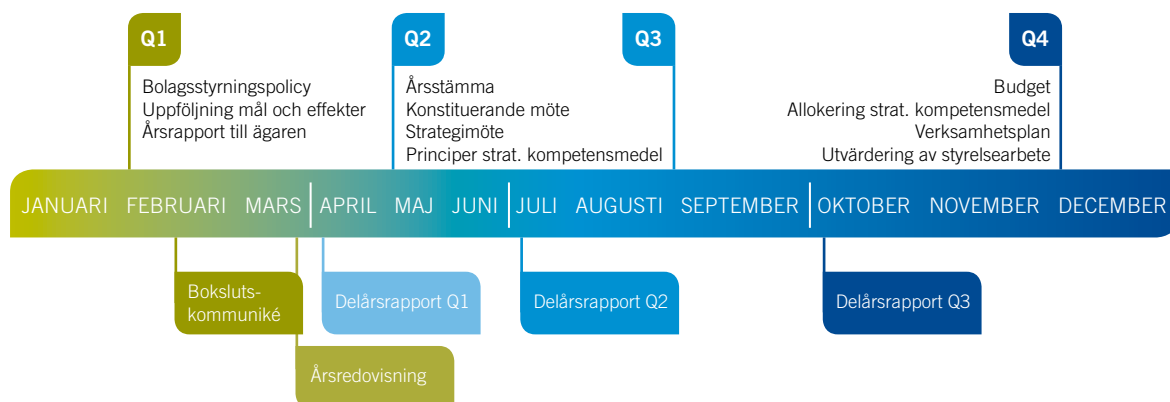 Q1
Bolagsstyrningspolicy
Uppföljning mål och effekter
Årsrapport till ägaren
Q2
Årsstämma
Konstituerande möte
Strategimöte
Principer strat. kompetensmedel
Q3
Q4
Budget
Allokering strat. kompetensmedel
Verksamhetsplan
Utvärdering av styrelsearbete
JANUARI FEBRUARI MARS APRIL MAJ JUNI JULI AUGUSTI SEPTEMBER OKTOBER NOVEMBER DECEMBER
Boksluts-
kommuniké
Delårsrapport Q1
Delårsrapport Q2
Delårsrapport Q3
Årsredovisning